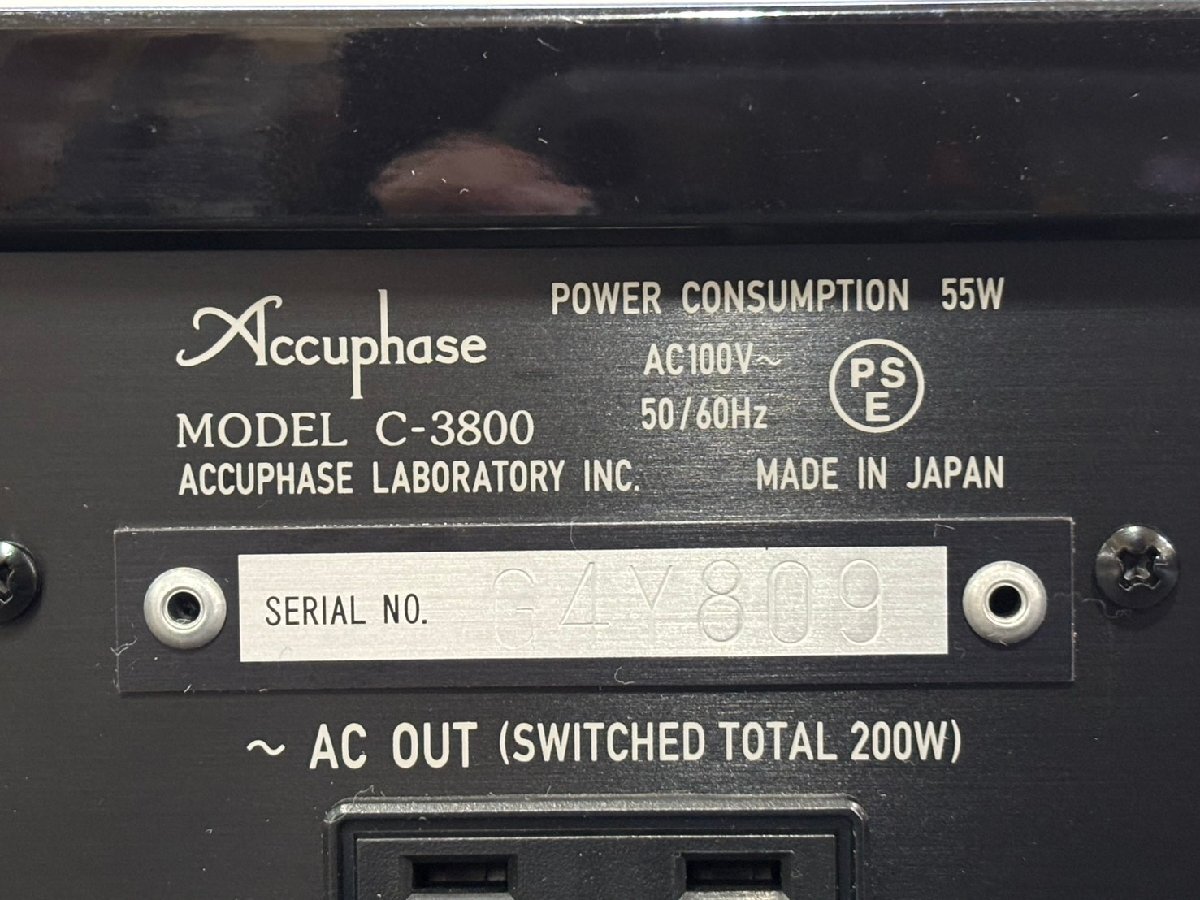 Accuphase
MODEL C-3800
ACCUPHASE LABORATORY INC.
POWER CONSUMPTION 55W
AC100V~
50/60Hz
PS
E
MADE IN JAPAN
SERIAL NO. G4Y809
~ AC OUT (SWITCHED TOTAL 200W)